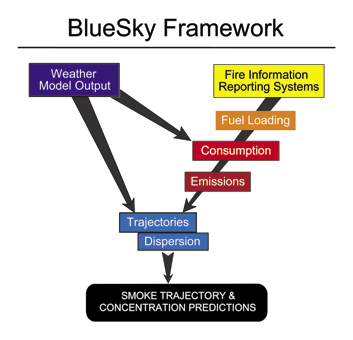 BlueSky Framework
Weather
Model Output
Fire Information
Reporting Systems
Fuel Loading
Consumption
Emissions
Trajectories
Dispersion
SMOKE TRAJECTORY &
CONCENTRATION PREDICTIONS